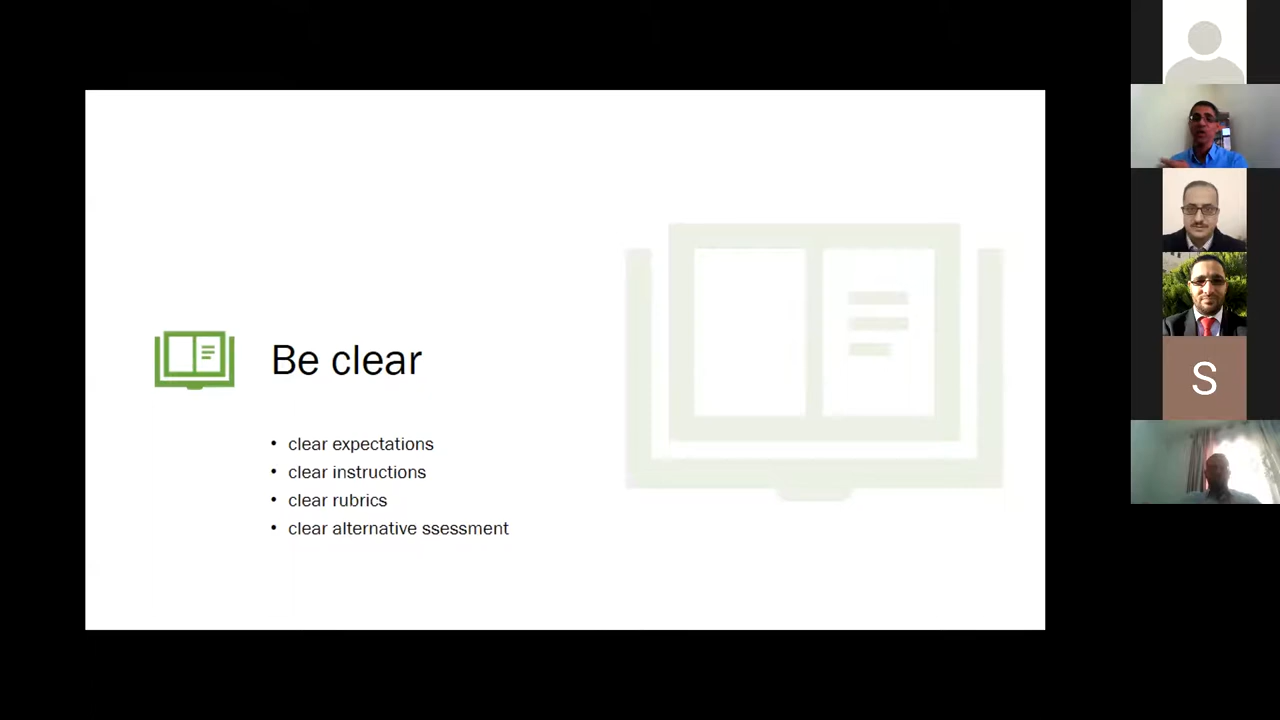 Be clear
• clear expectations
• clear instructions
• clear rubrics
• clear alternative ssessment
S